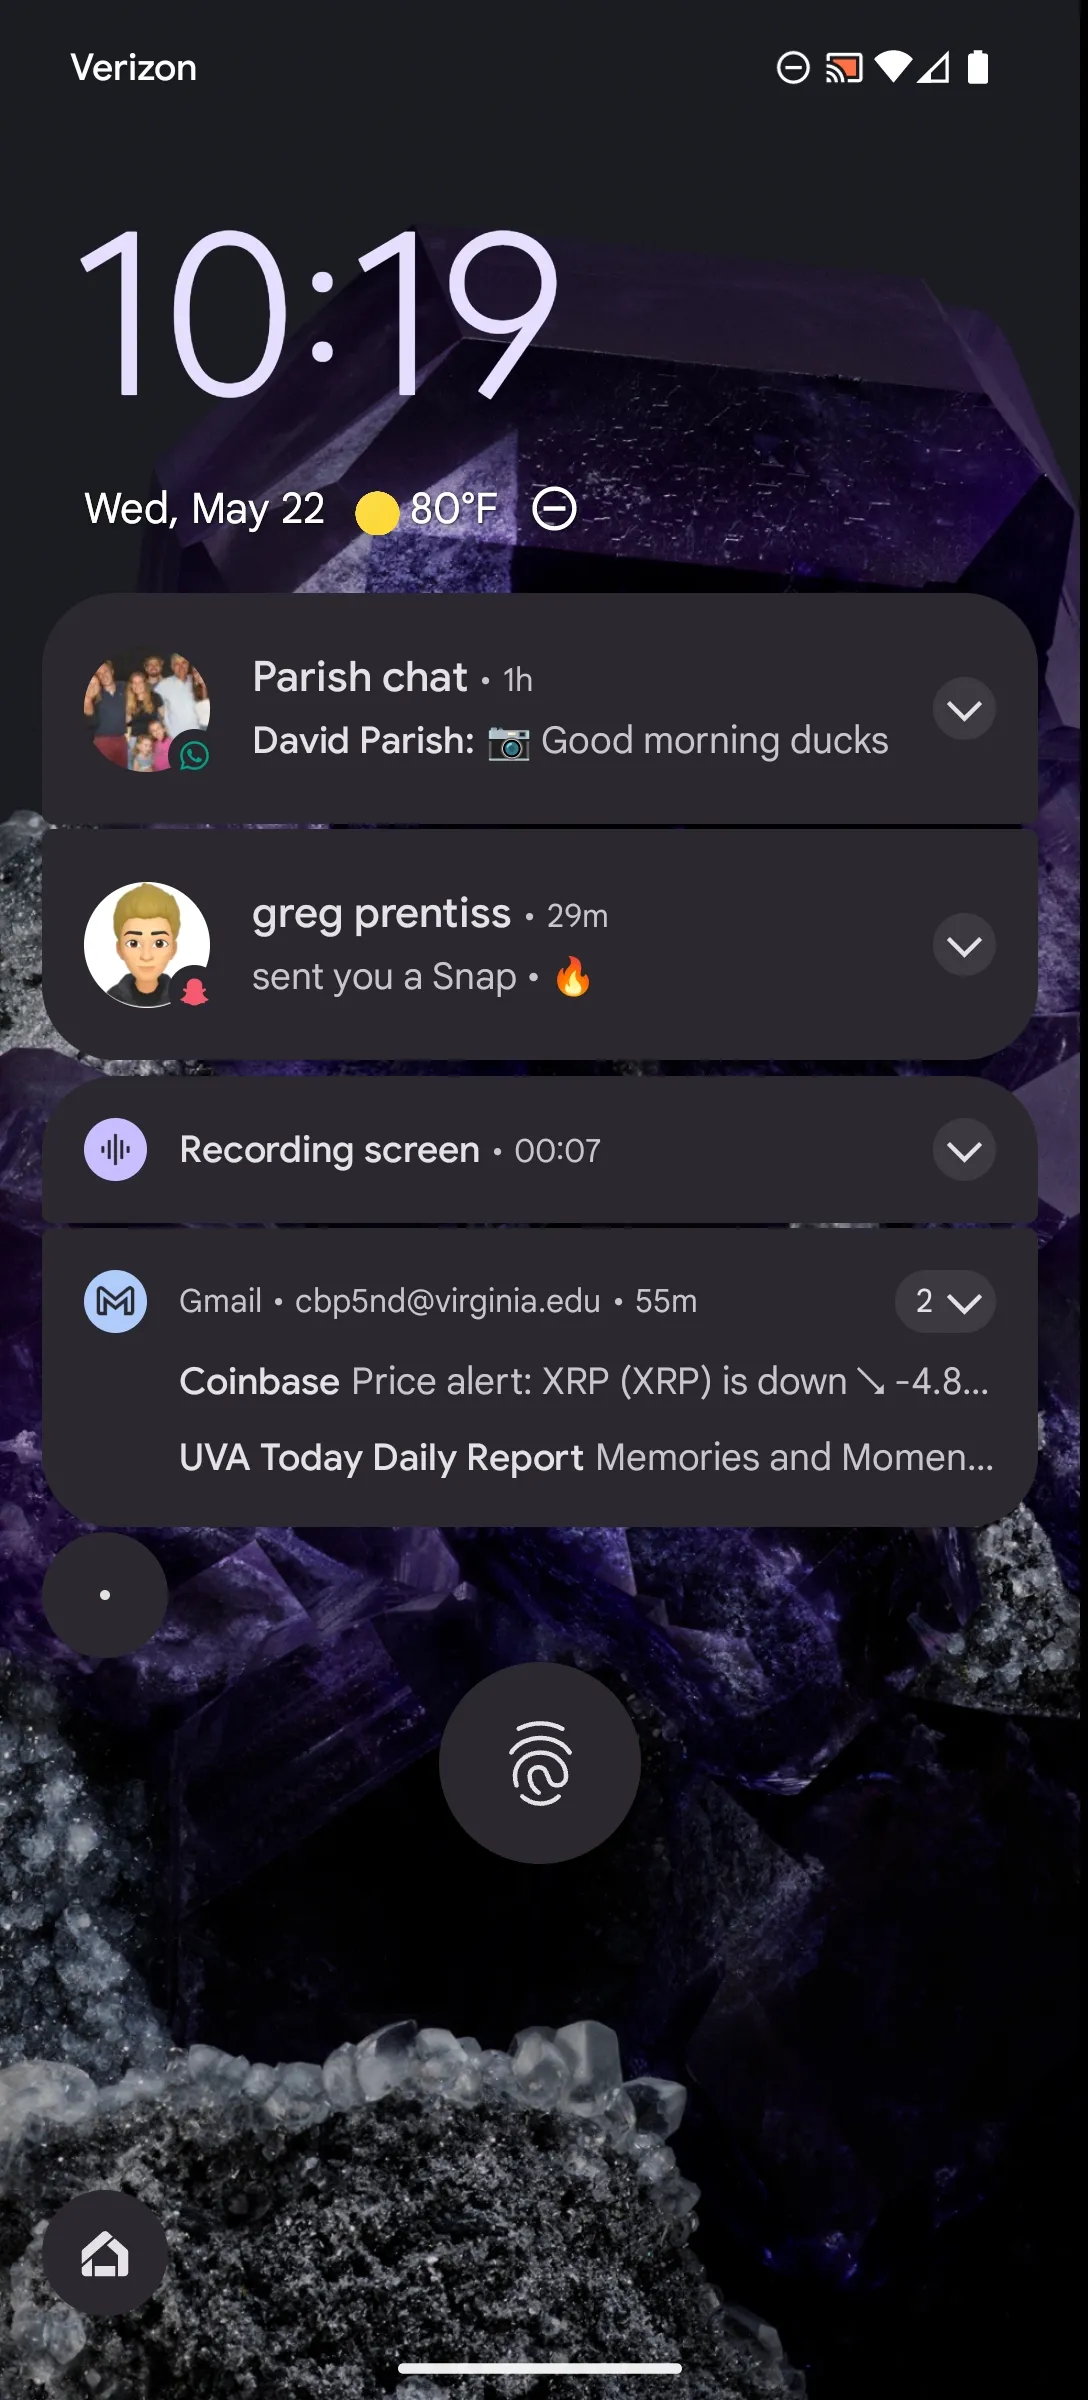 Verizon
10:19
Wed, May 22 80°F
Parish chat • 1h
David Parish: 📷 Good morning ducks
greg prentiss • 29m
sent you a Snap • 🔥
Recording screen • 00:07
Gmail • cbp5nd@virginia.edu • 55m
2
Coinbase Price alert: XRP (XRP) is down ↘ -4.8...
UVA Today Daily Report Memories and Momen...